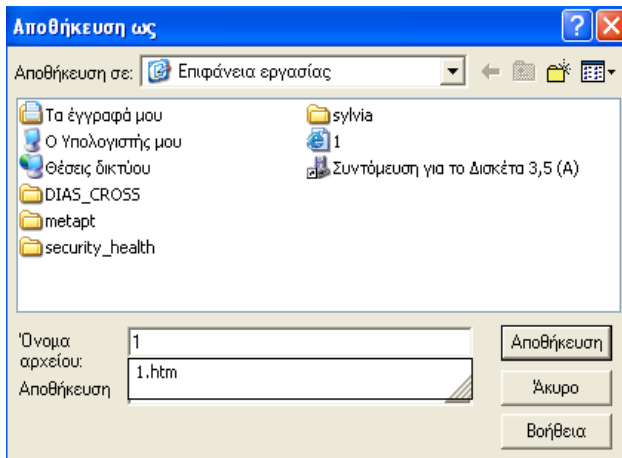 Αποθήκευση ως
Αποθήκευση σε: Επιφάνεια εργασίας
Τα έγγραφά μου
Ο Υπολογιστής μου
Θέσεις δικτύου
DIAS_CROSS
metapt
security_health
sylvia
1
Συντόμευση για το Δισκέτα 3,5 (A)
Όνομα αρχείου:
1
1.htm
Αποθήκευση
Αποθήκευση
Άκυρο
Βοήθεια